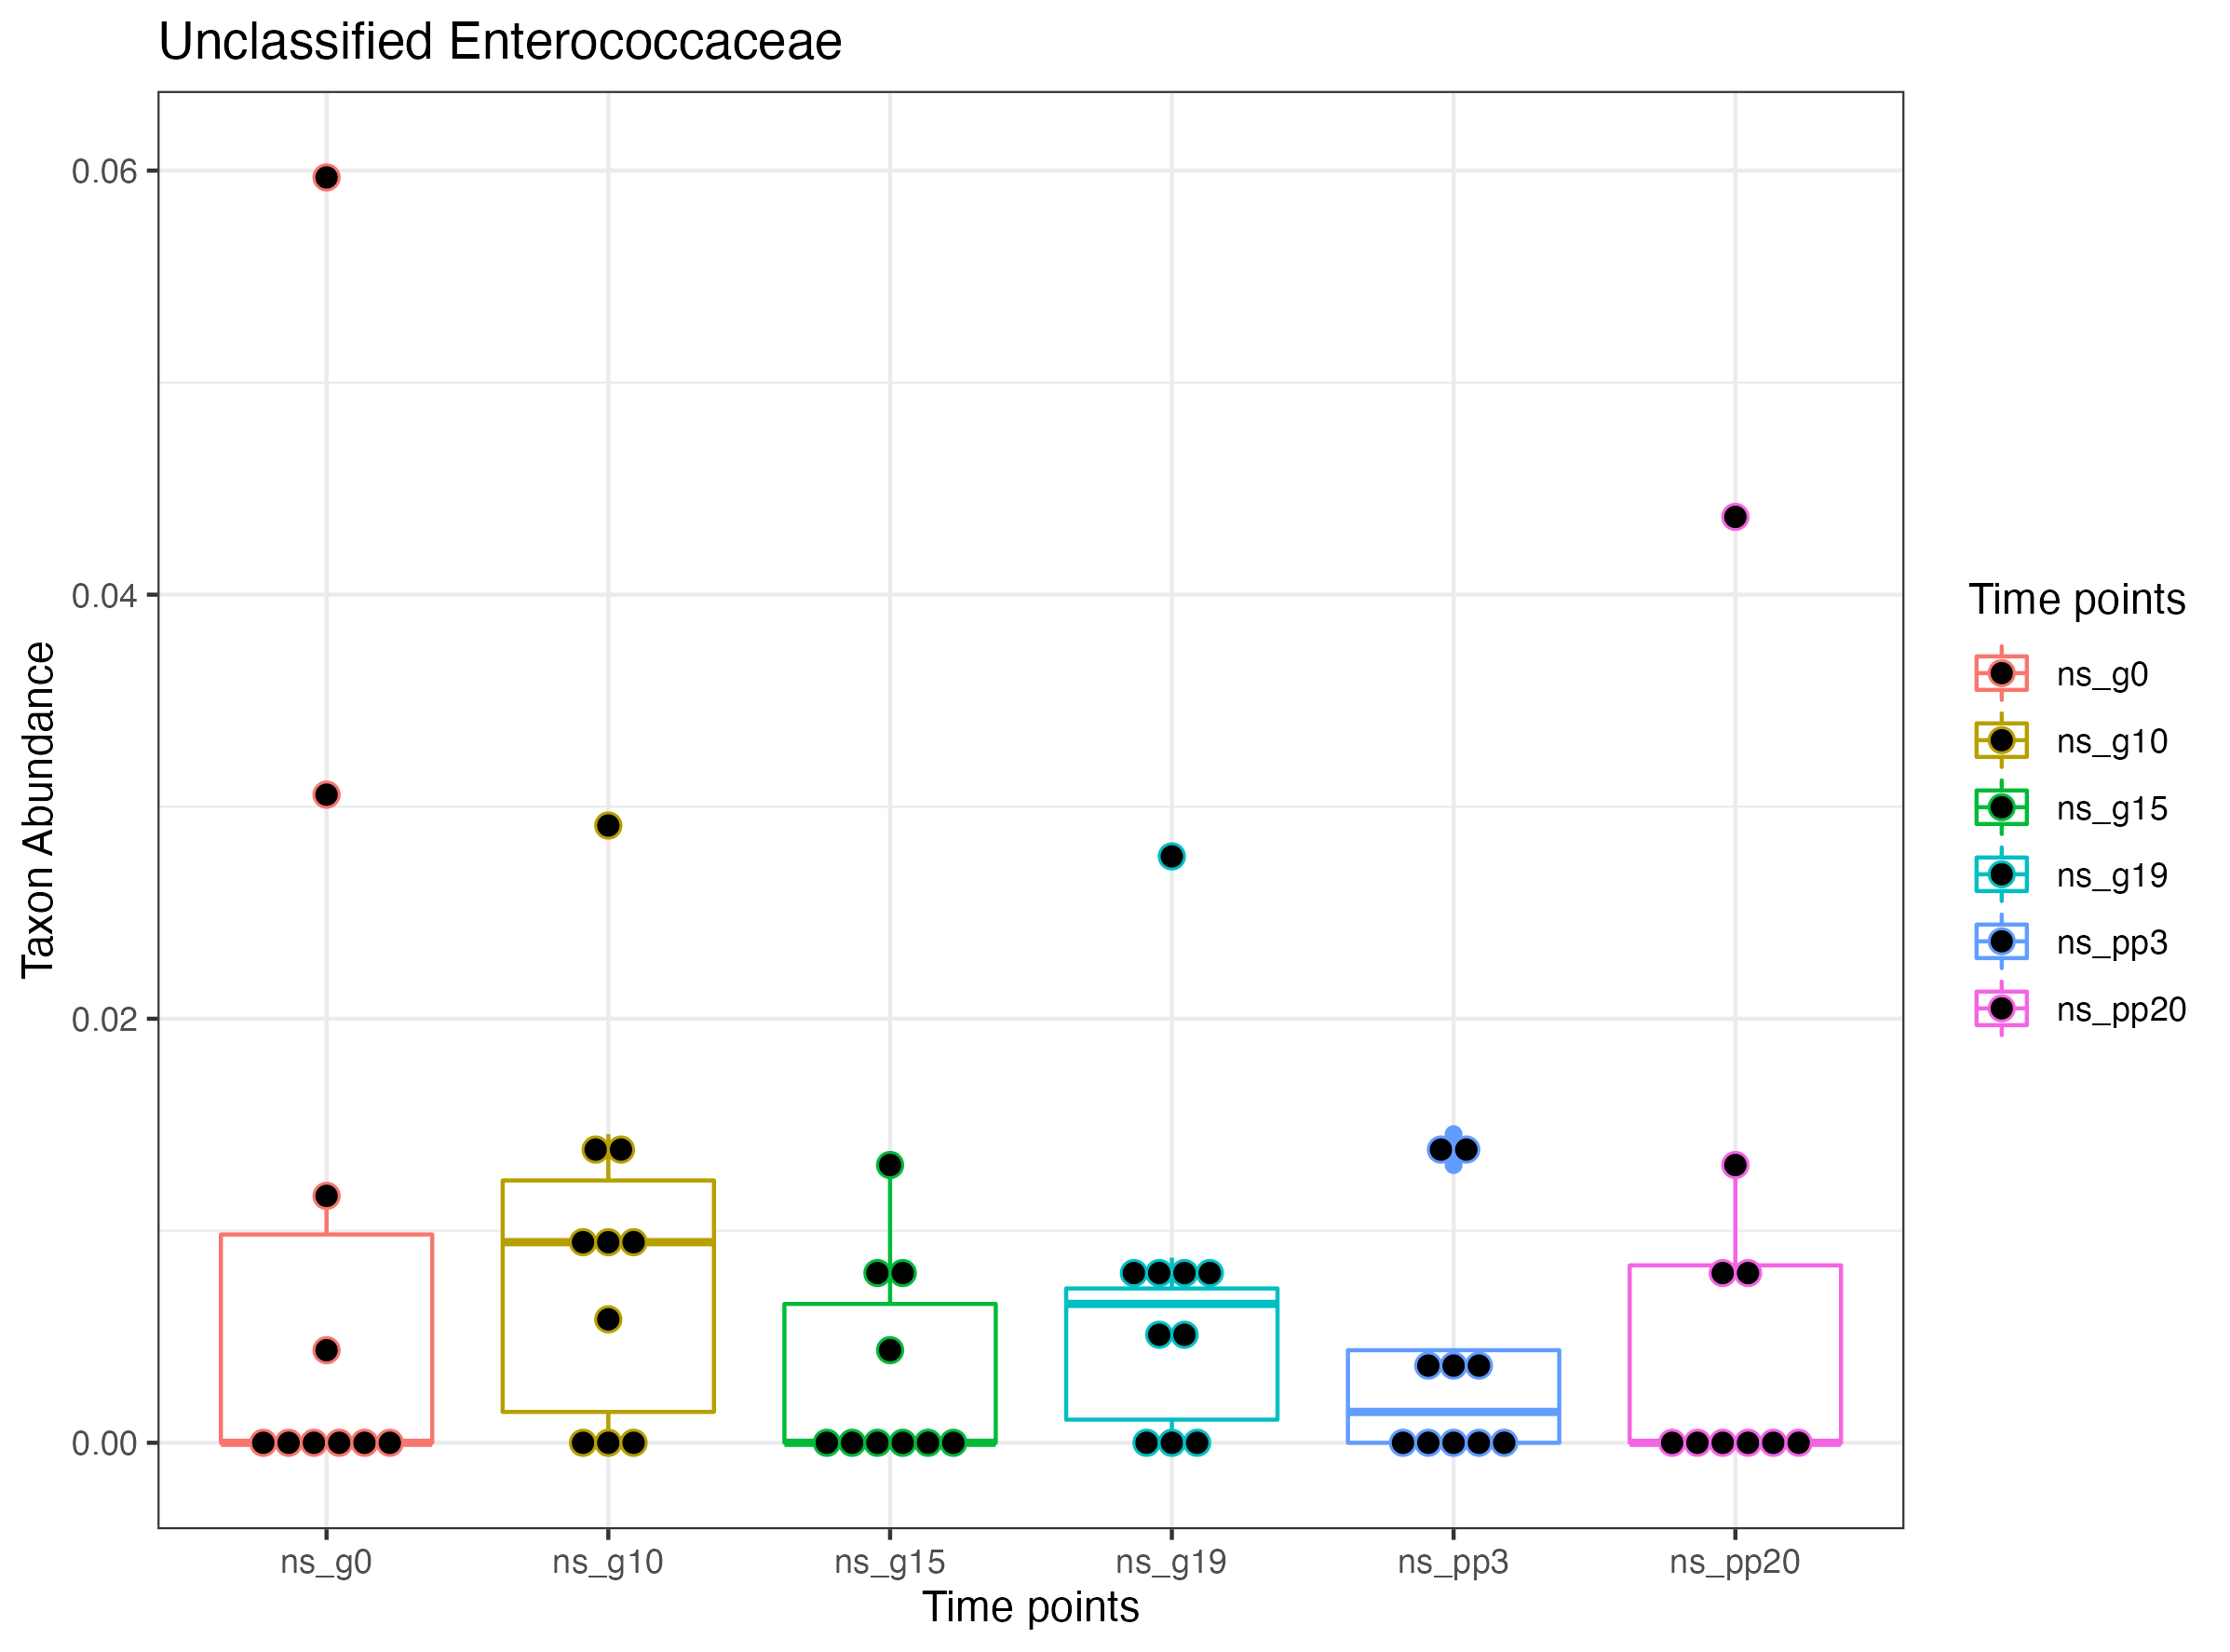 Unclassified Enterococcaceae
Taxon Abundance
0.06
0.04
0.02
0.00
ns_g0
ns_g10
ns_g15
ns_g19
ns_pp3
ns_pp20
Time points
Time points
ns_g0
ns_g10
ns_g15
ns_g19
ns_pp3
ns_pp20